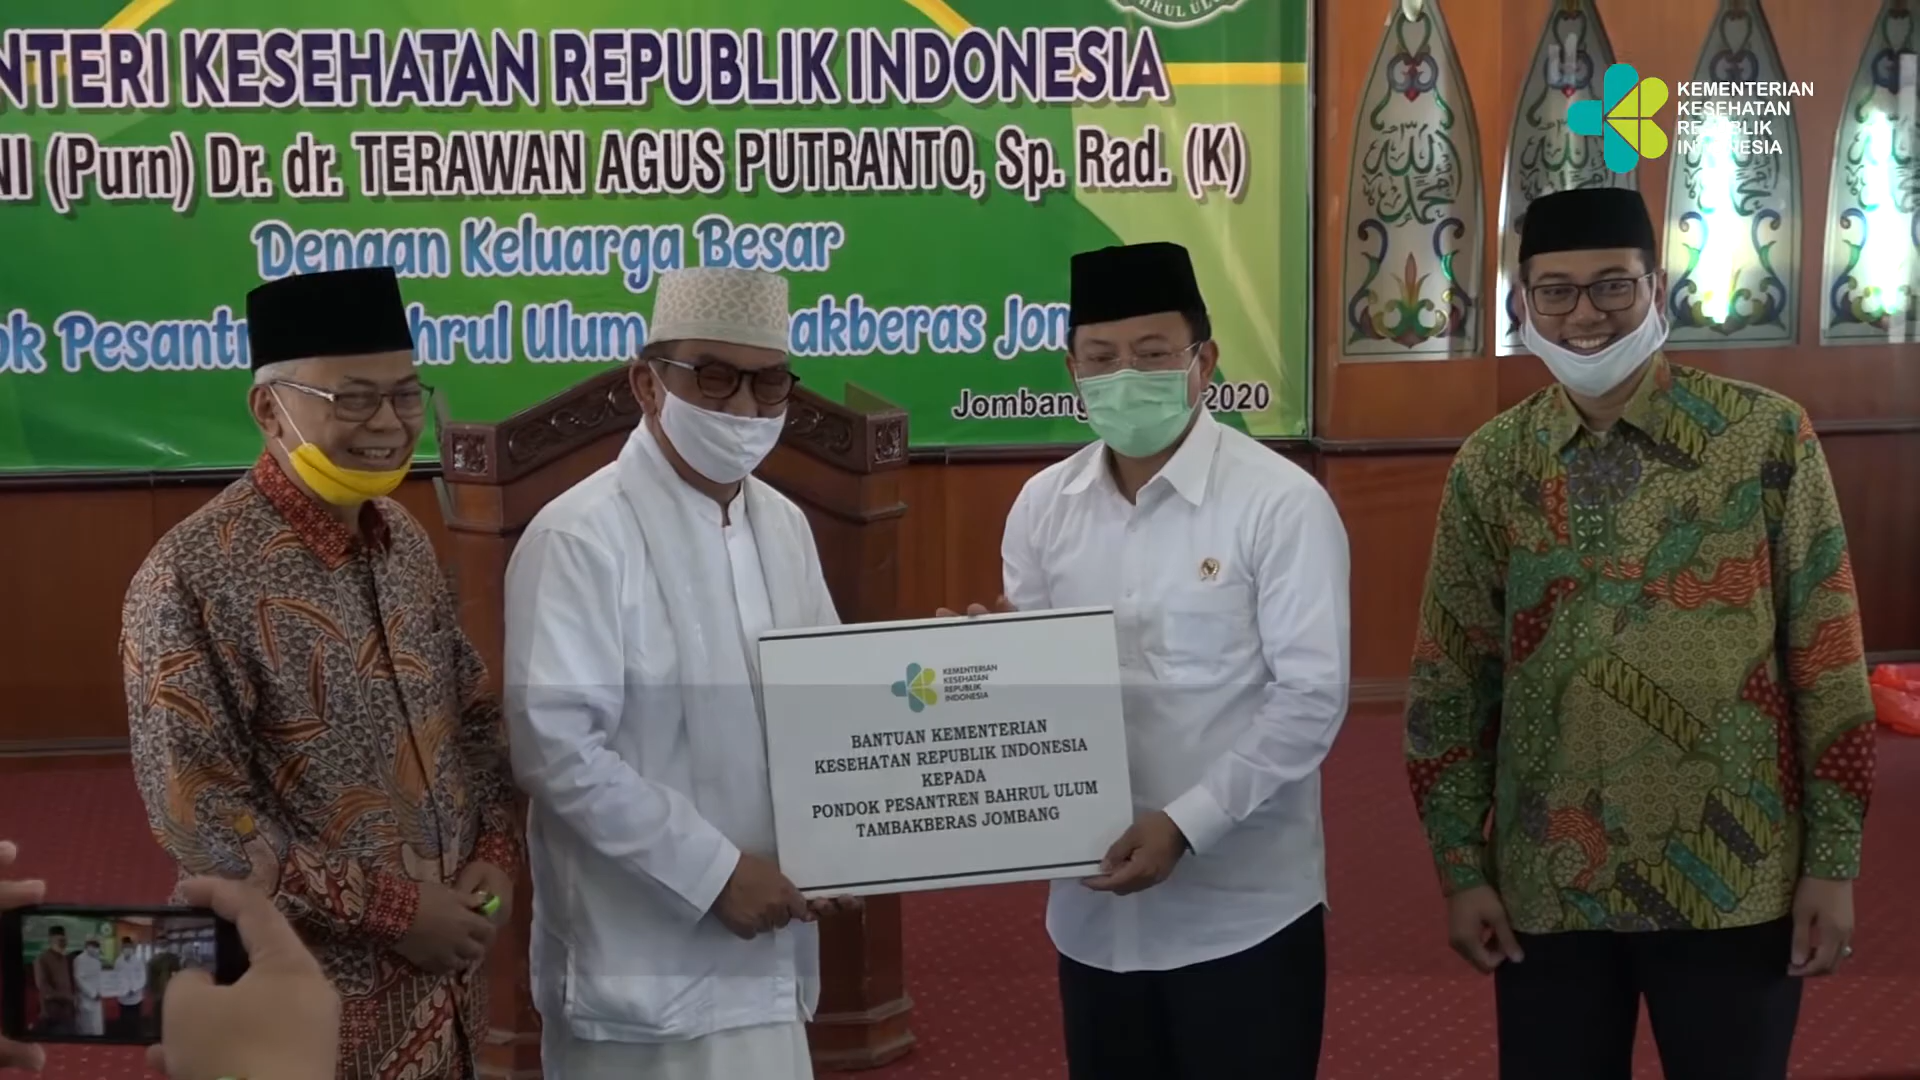 NTERI KESEHATAN REPUBLIK INDONESIA
NI (Purn) Dr. dr. TERAWAN AGUS PUTRANTO, Sp. Rad. (K)
Dengan Keluarga Besar
ok Pesantr hrul Ulum akberas Jom
Jombang 2020
KEMENTERIAN
KESEHATAN
REPUBLIK
INDONESIA
KEMENTERIAN
KESEHATAN
REPUBLIK
INDONESIA
BANTUAN KEMENTERIAN
KESEHATAN REPUBLIK INDONESIA
KEPADA
PONDOK PESANTREN BAHRUL ULUM
TAMBAKBERAS JOMBANG